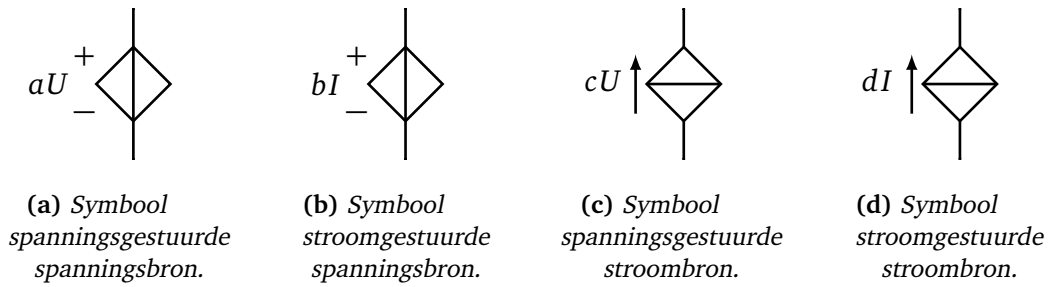 +
aU
−
+
bI
−
cU
dI
(a) Symbool
spanningsgestuurde
spanningsbron.
(b) Symbool
stroomgestuurde
spanningsbron.
(c) Symbool
spanningsgestuurde
stroombron.
(d) Symbool
stroomgestuurde
stroombron.